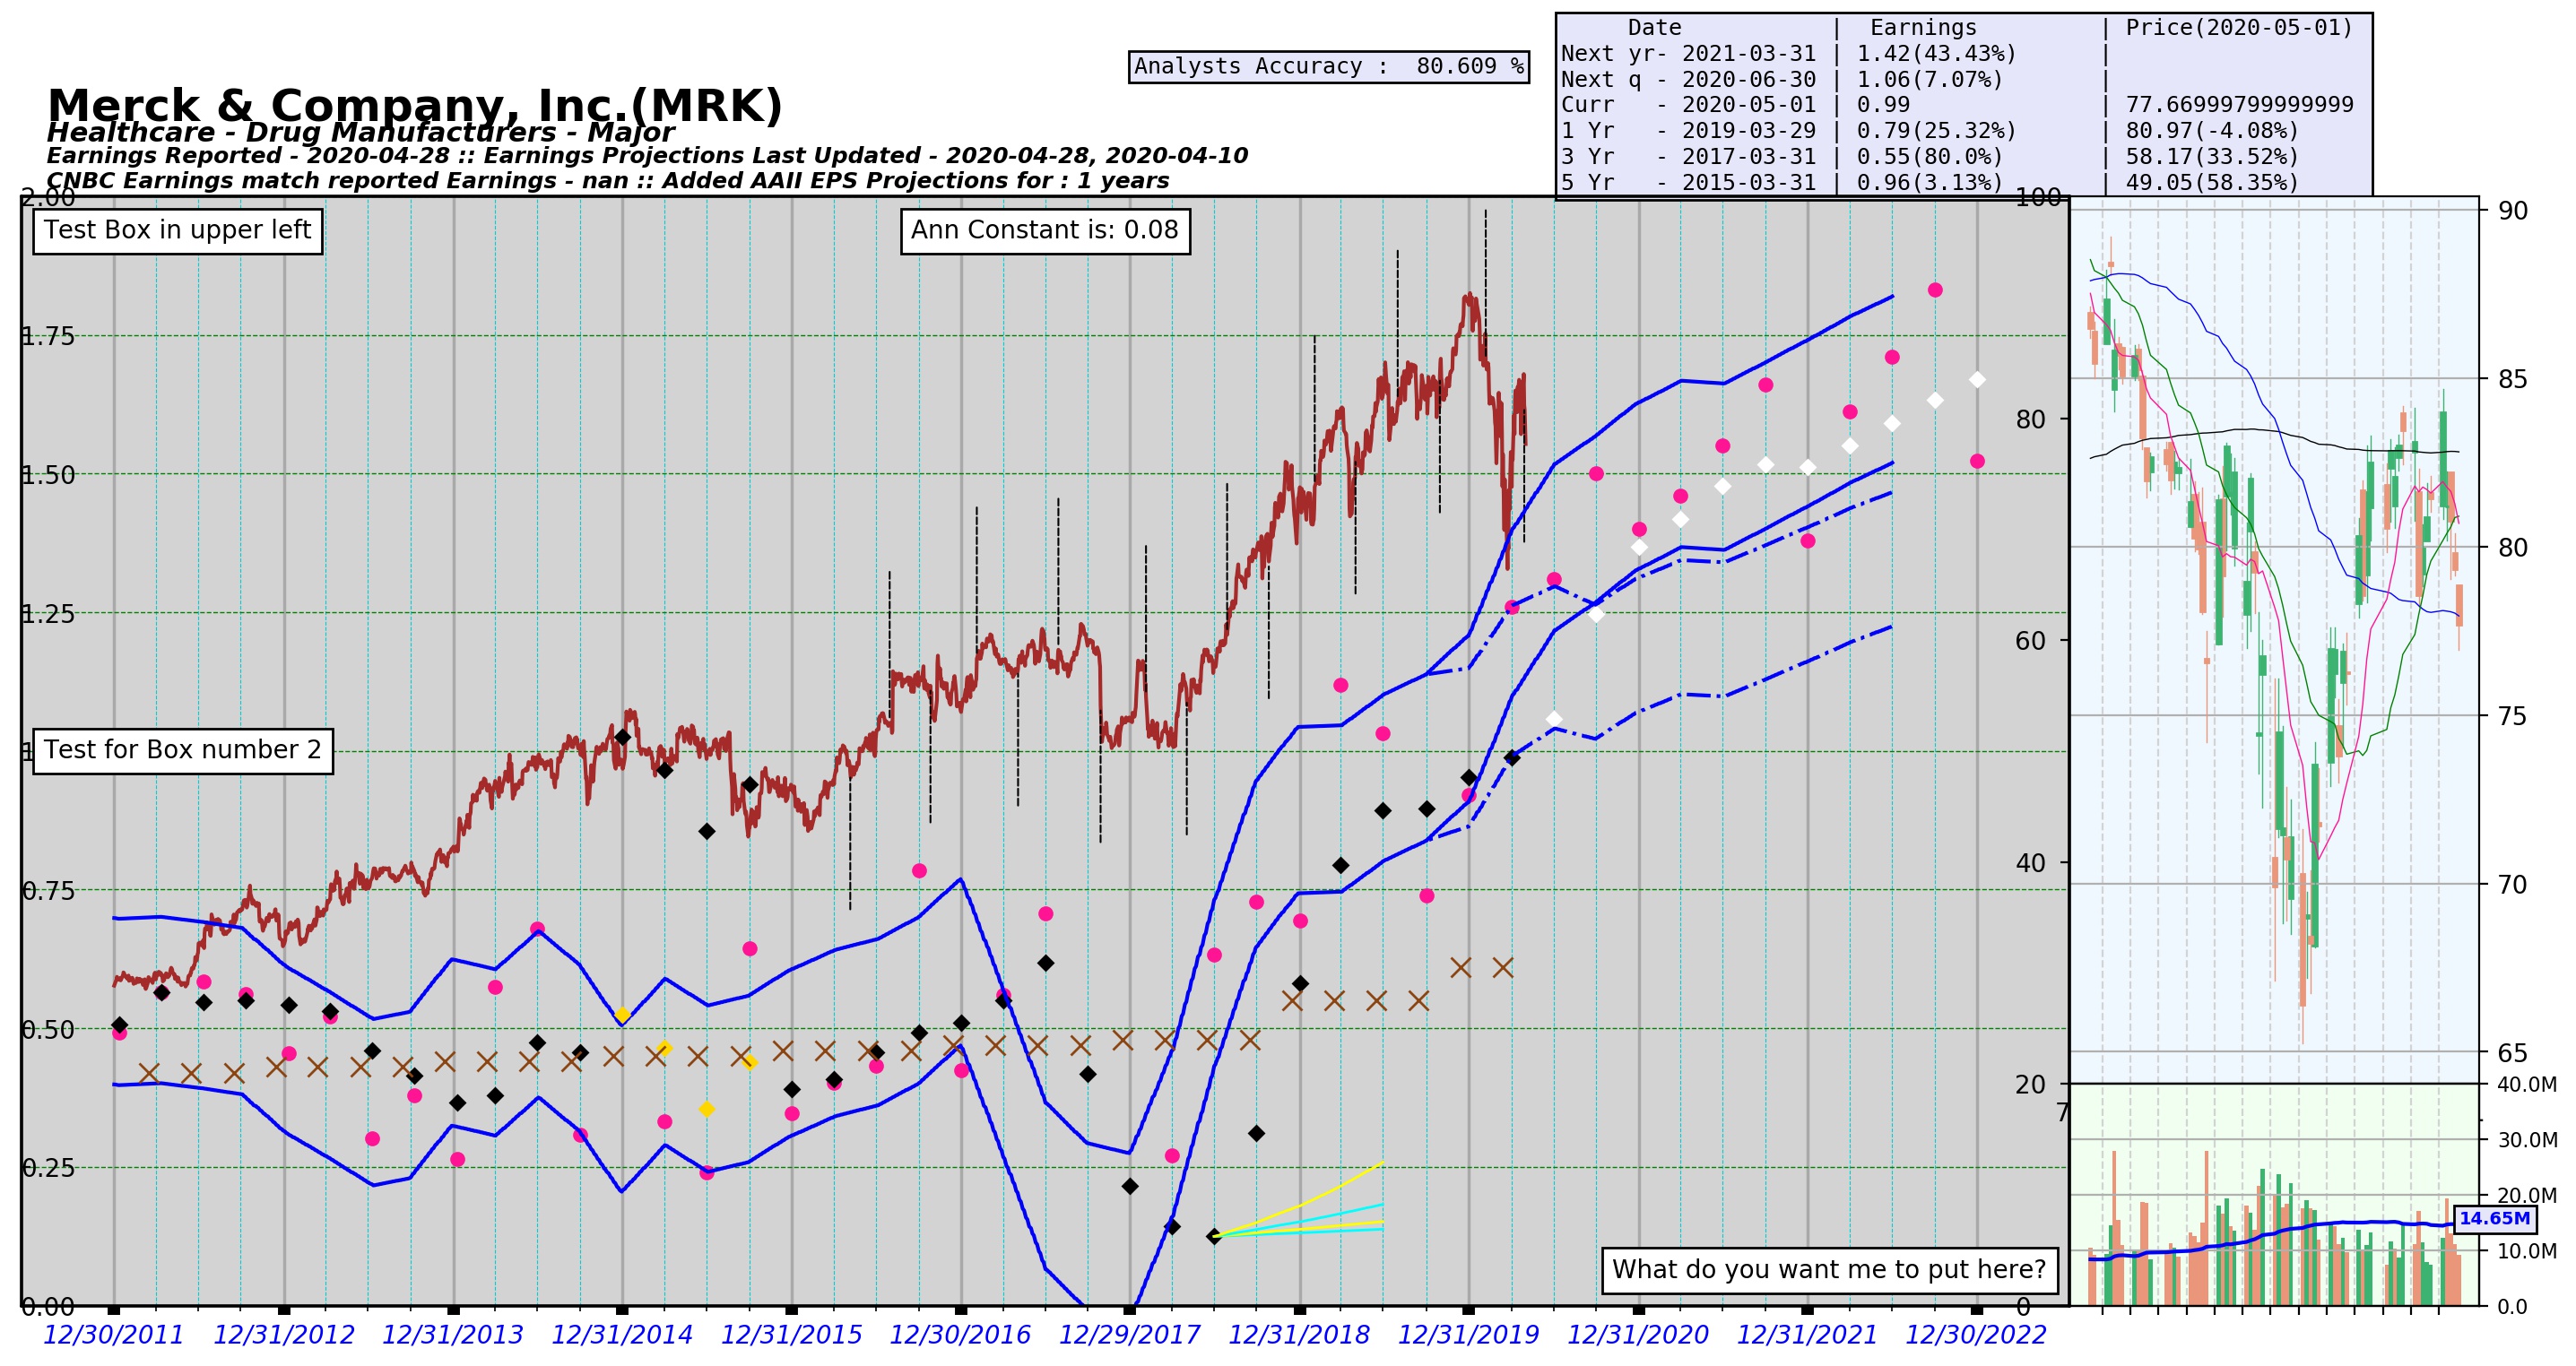 Date | Earnings | Price(2020-05-01)
Next yr- 2021-03-31 | 1.42(43.43%) |
Next q - 2020-06-30 | 1.06(7.07%) |
Curr - 2020-05-01 | 0.99 | 77.66999799999999
1 Yr - 2019-03-29 | 0.79(25.32%) | 80.97(-4.08%)
3 Yr - 2017-03-31 | 0.55(80.0%) | 58.17(33.52%)
5 Yr - 2015-03-31 | 0.96(3.13%) | 49.05(58.35%)
Analysts Accuracy : 80.609 %
Merck & Company, Inc.(MRK)
Healthcare - Drug Manufacturers - Major
Earnings Reported - 2020-04-28 :: Earnings Projections Last Updated - 2020-04-28, 2020-04-10
CNBC Earnings match reported Earnings - nan :: Added AAII EPS Projections for : 1 years
Test Box in upper left
Ann Constant is: 0.08
Test for Box number 2
What do you want me to put here?
2.00
1.75
1.50
1.25
1
0.75
0.50
0.25
0.00
100
80
60
40
20
0
7
90
85
80
75
70
65
40.0M
30.0M
20.0M
14.65M
10.0M
0.0
12/30/2011 12/31/2012 12/31/2013 12/31/2014 12/31/2015 12/30/2016 12/29/2017 12/31/2018 12/31/2019 12/31/2020 12/31/2021 12/30/2022